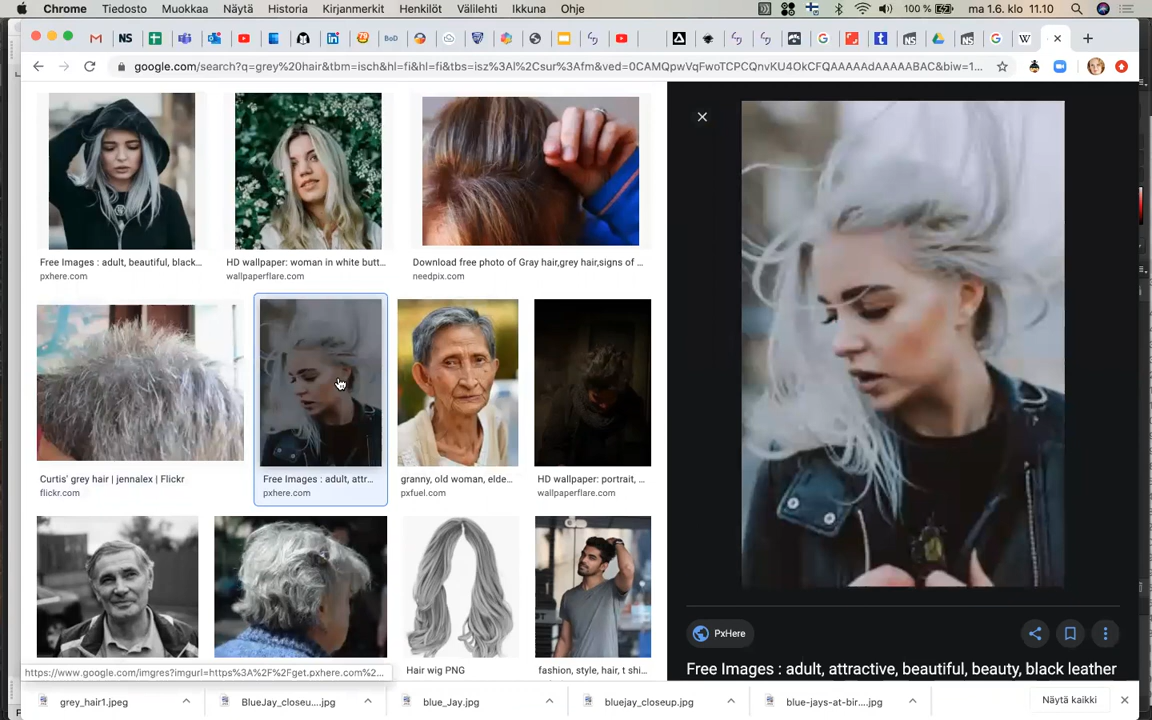 Chrome Tiedosto Muokkaa Näytä Historia Kirjanmerkit Henkilöt Välilehti Ikkuna Ohje 100 % ma 1.6. klo 11.10
NS BoD NS NS W
google.com/search?q=grey%20hair&tbm=isch&hl=fi&hl=fi&tbs=isz%3Al%2Csur%3Afm&ved=0CAMQpwVqFwoTCPCQnvKU4OkCFQAAAAAdAAAAABAC&biw=1...
Free Images : adult, beautiful, black...
pxhere.com
HD wallpaper: woman in white butt...
wallpaperflare.com
Download free photo of Gray hair,grey hair,signs of ...
needpix.com
Curtis' grey hair | jennalex | Flickr
flickr.com
Free Images : adult, attr...
pxhere.com
granny, old woman, elde...
pxfuel.com
HD wallpaper: portrait, ...
wallpaperflare.com
Hair wig PNG
fashion, style, hair, t shi...
PxHere
Free Images : adult, attractive, beautiful, beauty, black leather
https://www.google.com/imgres?imgurl=https%3A%2F%2Fget.pxhere.com%2...
grey_hair1.jpeg
BlueJay_closeu....jpg
blue_Jay.jpg
bluejay_closeup.jpg
blue-jays-at-bir....jpg
Näytä kaikki